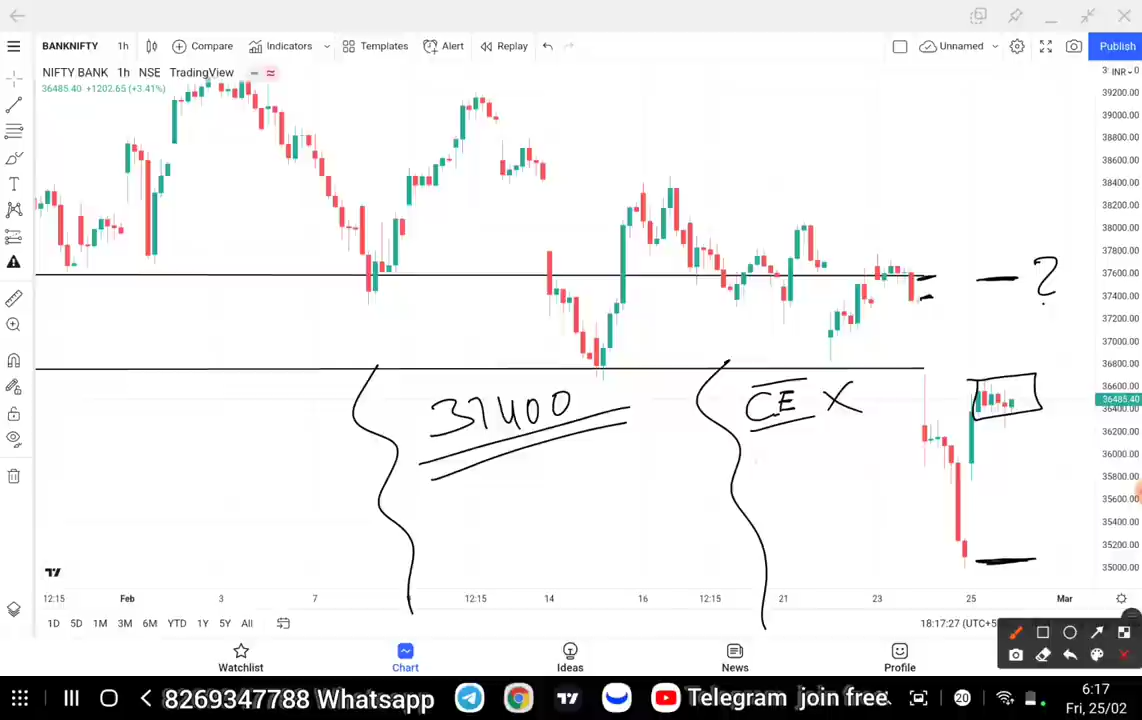 BANKNIFTY 1h Compare Indicators Templates Alert Replay Unnamed Publish
NIFTY BANK 1h NSE TradingView
36485.40 +1202.65 (+3.41%)
INR
39200.00
39000.00
38800.00
38600.00
38400.00
38200.00
38000.00
37800.00
37600.00
37400.00
37200.00
37000.00
36800.00
36600.00
36485.40
36400.00
36200.00
36000.00
35800.00
35600.00
35400.00
35200.00
35000.00
?
37400
CE X
12:15 Feb 3 7 12:15 14 16 12:15 21 23 25 Mar
1D 5D 1M 3M 6M YTD 1Y 5Y All
Watchlist Chart Ideas News Profile
8269347788 Whatsapp Telegram join free
20
6:17
Fri, 25/02